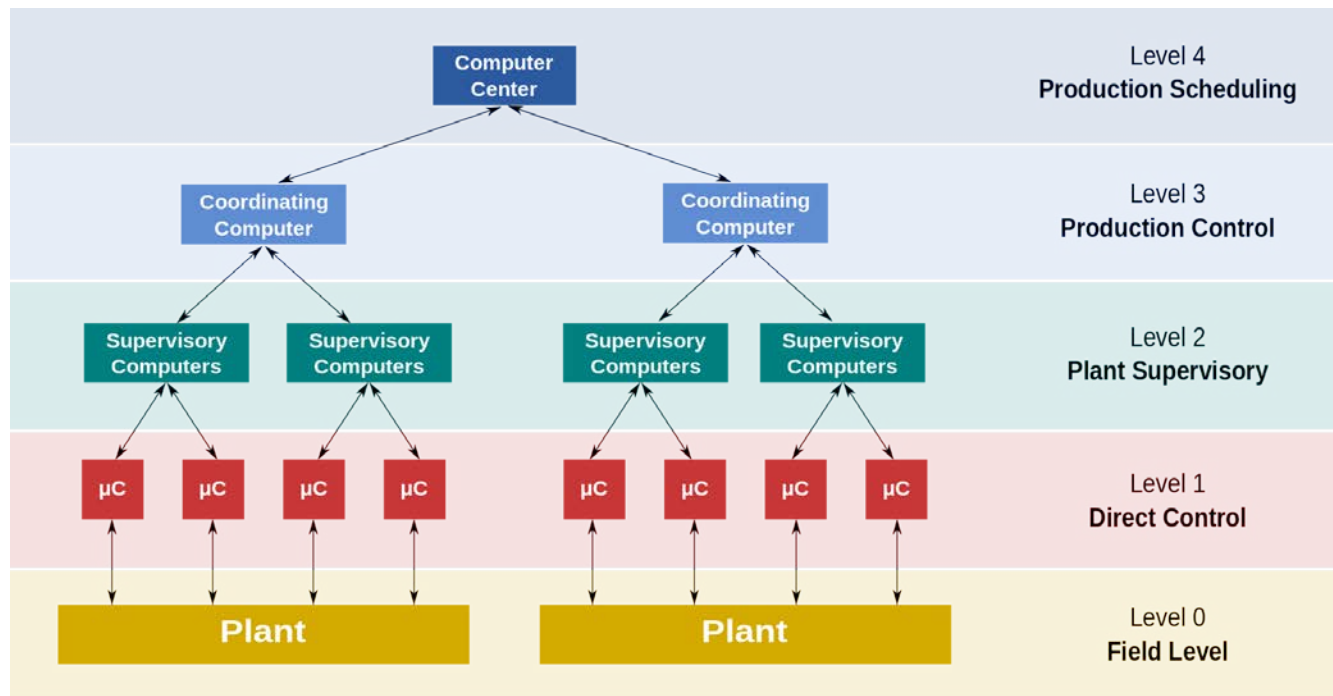 Computer
Center
Level 4
Production Scheduling
Coordinating
Computer
Coordinating
Computer
Level 3
Production Control
Supervisory
Computers
Supervisory
Computers
Supervisory
Computers
Supervisory
Computers
Level 2
Plant Supervisory
µC
µC
µC
µC
µC
µC
µC
µC
Level 1
Direct Control
Plant
Plant
Level 0
Field Level